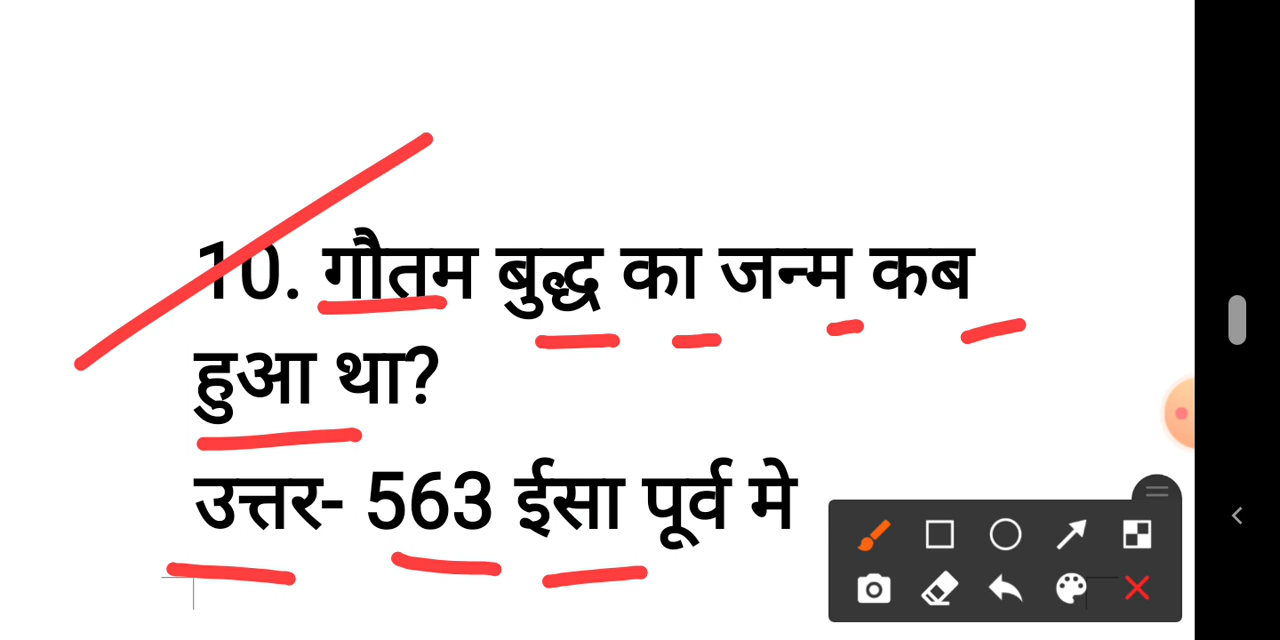 10. गौतम बुद्ध का जन्म कब
हुआ था?
उत्तर- 563 ईसा पूर्व मे